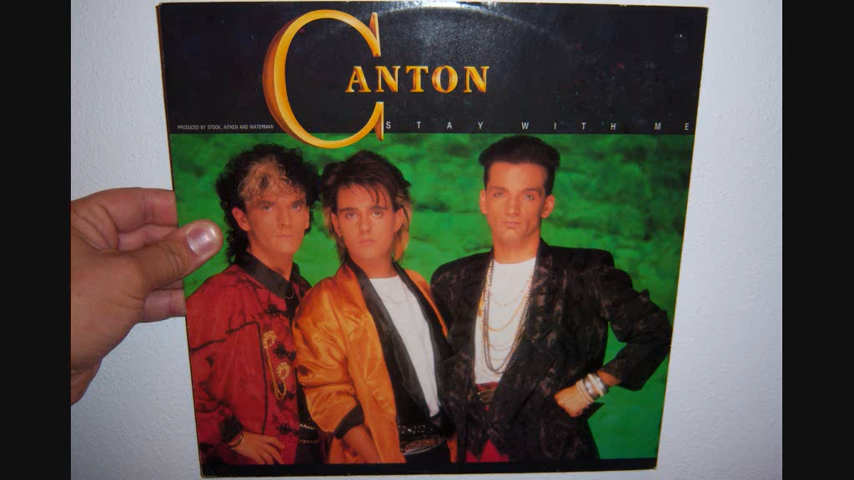 CANTON
PRODUCED BY STOCK, AITKEN AND WATERMAN
STAY WITH ME